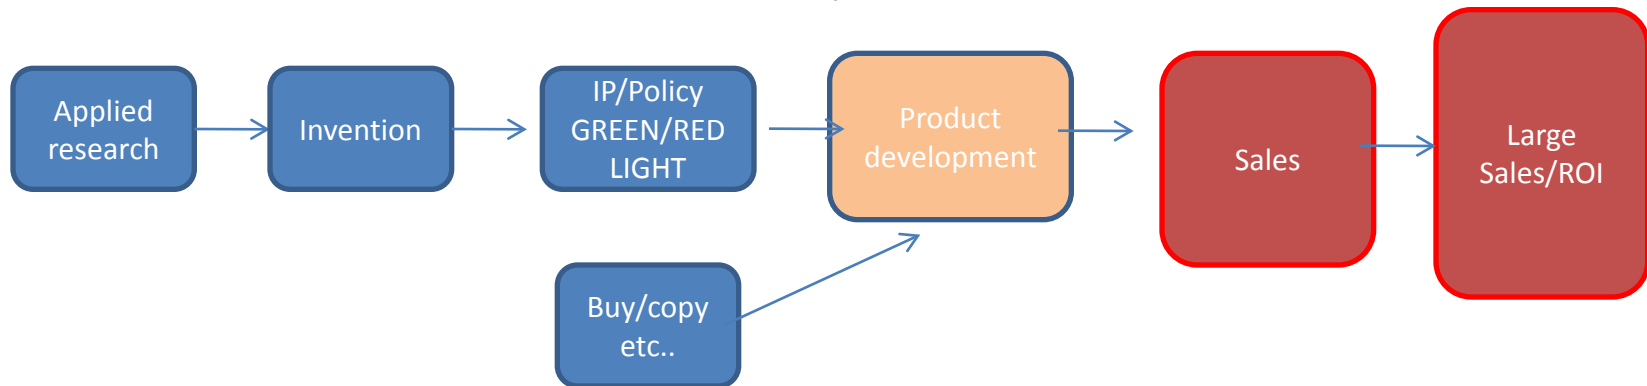 Applied
research
Invention
IP/Policy
GREEN/RED
LIGHT
Product
development
Sales
Large
Sales/ROI
Buy/copy
etc..